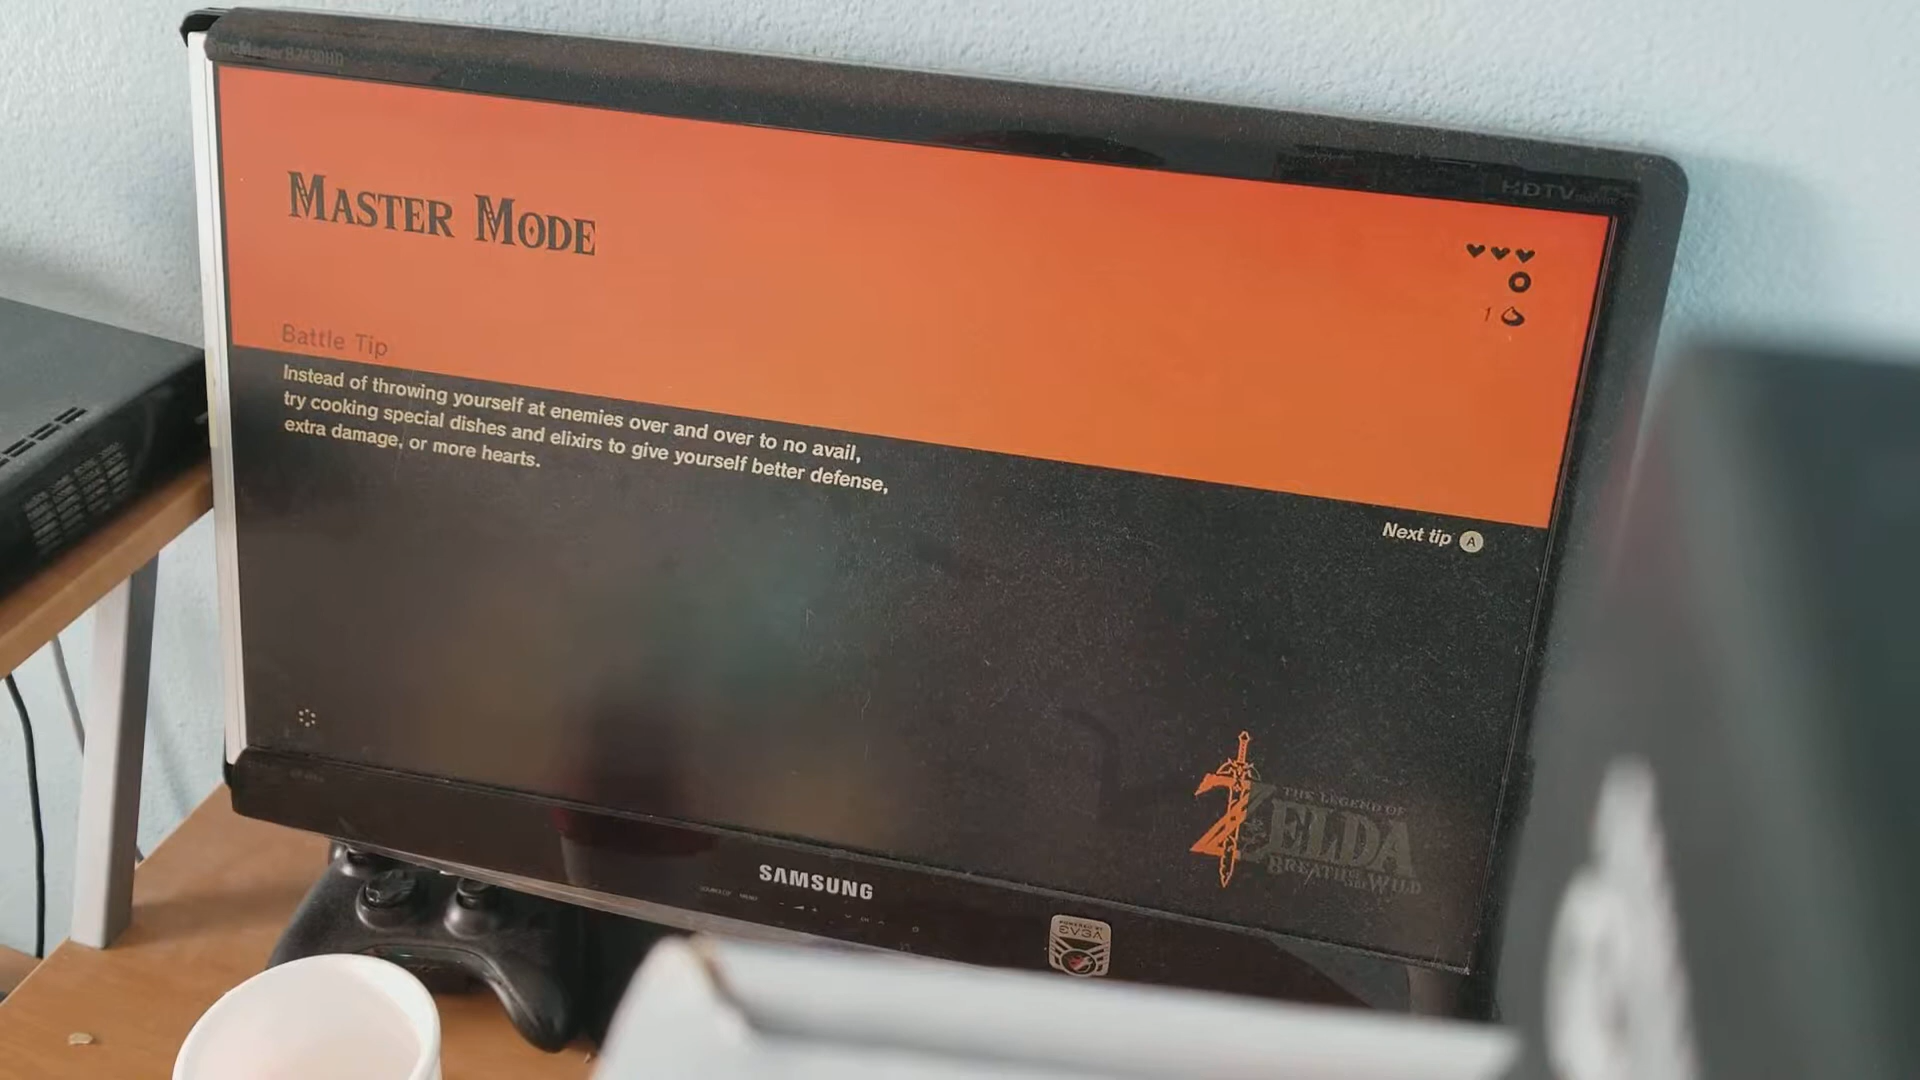 SyncMaster B2430HD
HDTV
MASTER MODE
1
Battle Tip
Instead of throwing yourself at enemies over and over to no avail,
try cooking special dishes and elixirs to give yourself better defense,
extra damage, or more hearts.
Next tip A
THE LEGEND OF
ZELDA
BREATH OF THE WILD
SAMSUNG
EVGA